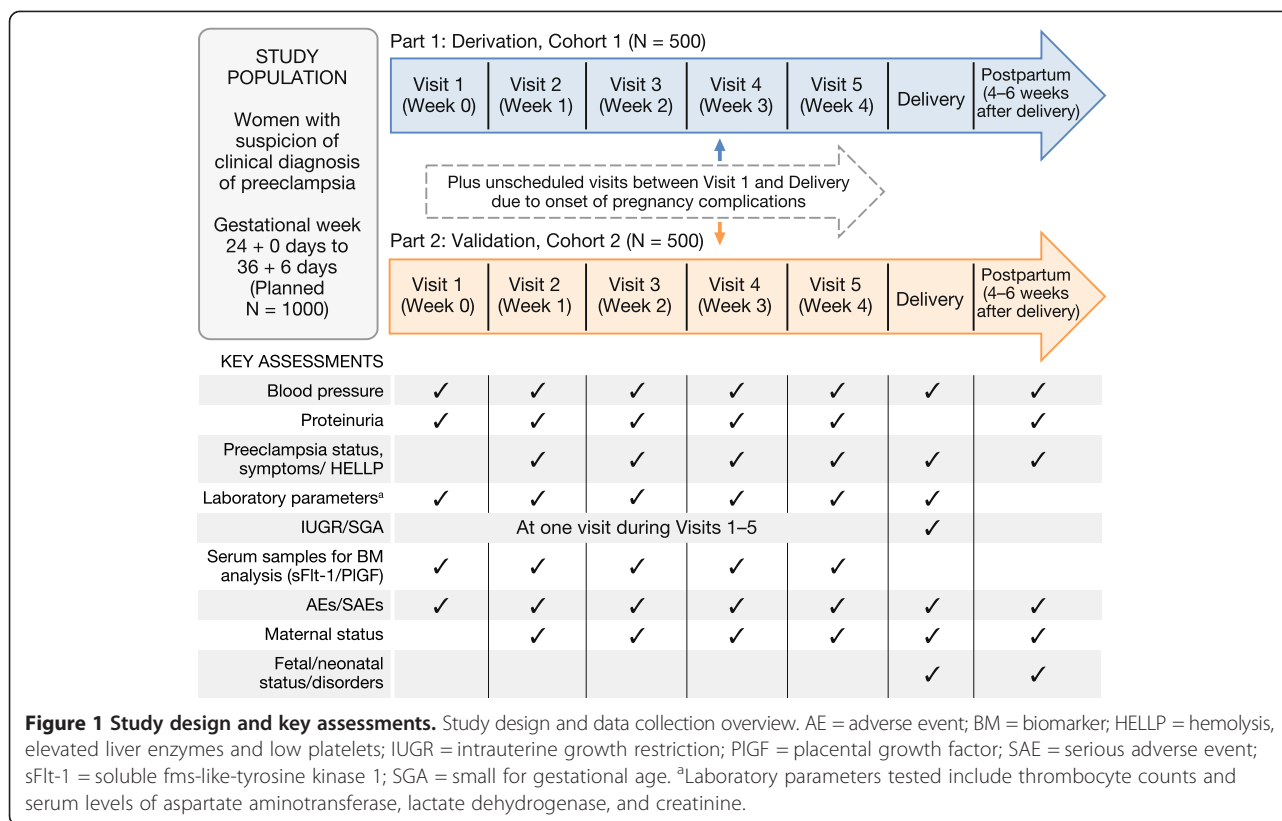 STUDY
POPULATION
Women with
suspicion of
clinical diagnosis
of preeclampsia
Gestational week
24 + 0 days to
36 + 6 days
(Planned
N = 1000)
Part 1: Derivation, Cohort 1 (N = 500)
Visit 1
(Week 0)
Visit 2
(Week 1)
Visit 3
(Week 2)
Visit 4
(Week 3)
Visit 5
(Week 4)
Delivery
Postpartum
(4–6 weeks
after delivery)
Plus unscheduled visits between Visit 1 and Delivery
due to onset of pregnancy complications
Part 2: Validation, Cohort 2 (N = 500)
Visit 1
(Week 0)
Visit 2
(Week 1)
Visit 3
(Week 2)
Visit 4
(Week 3)
Visit 5
(Week 4)
Delivery
Postpartum
(4–6 weeks
after delivery)
KEY ASSESSMENTS
Blood pressure ✓ ✓ ✓ ✓ ✓ ✓ ✓
Proteinuria ✓ ✓ ✓ ✓ ✓ ✓
Preeclampsia status,
symptoms/ HELLP ✓ ✓ ✓ ✓ ✓ ✓
Laboratory parametersᵃ ✓ ✓ ✓ ✓ ✓ ✓
IUGR/SGA At one visit during Visits 1–5 ✓
Serum samples for BM
analysis (sFlt-1/PlGF) ✓ ✓ ✓ ✓ ✓
AEs/SAEs ✓ ✓ ✓ ✓ ✓ ✓ ✓
Maternal status ✓ ✓ ✓ ✓ ✓ ✓
Fetal/neonatal
status/disorders ✓ ✓
Figure 1 Study design and key assessments. Study design and data collection overview. AE = adverse event; BM = biomarker; HELLP = hemolysis,
elevated liver enzymes and low platelets; IUGR = intrauterine growth restriction; PlGF = placental growth factor; SAE = serious adverse event;
sFlt-1 = soluble fms-like-tyrosine kinase 1; SGA = small for gestational age. ᵃLaboratory parameters tested include thrombocyte counts and
serum levels of aspartate aminotransferase, lactate dehydrogenase, and creatinine.